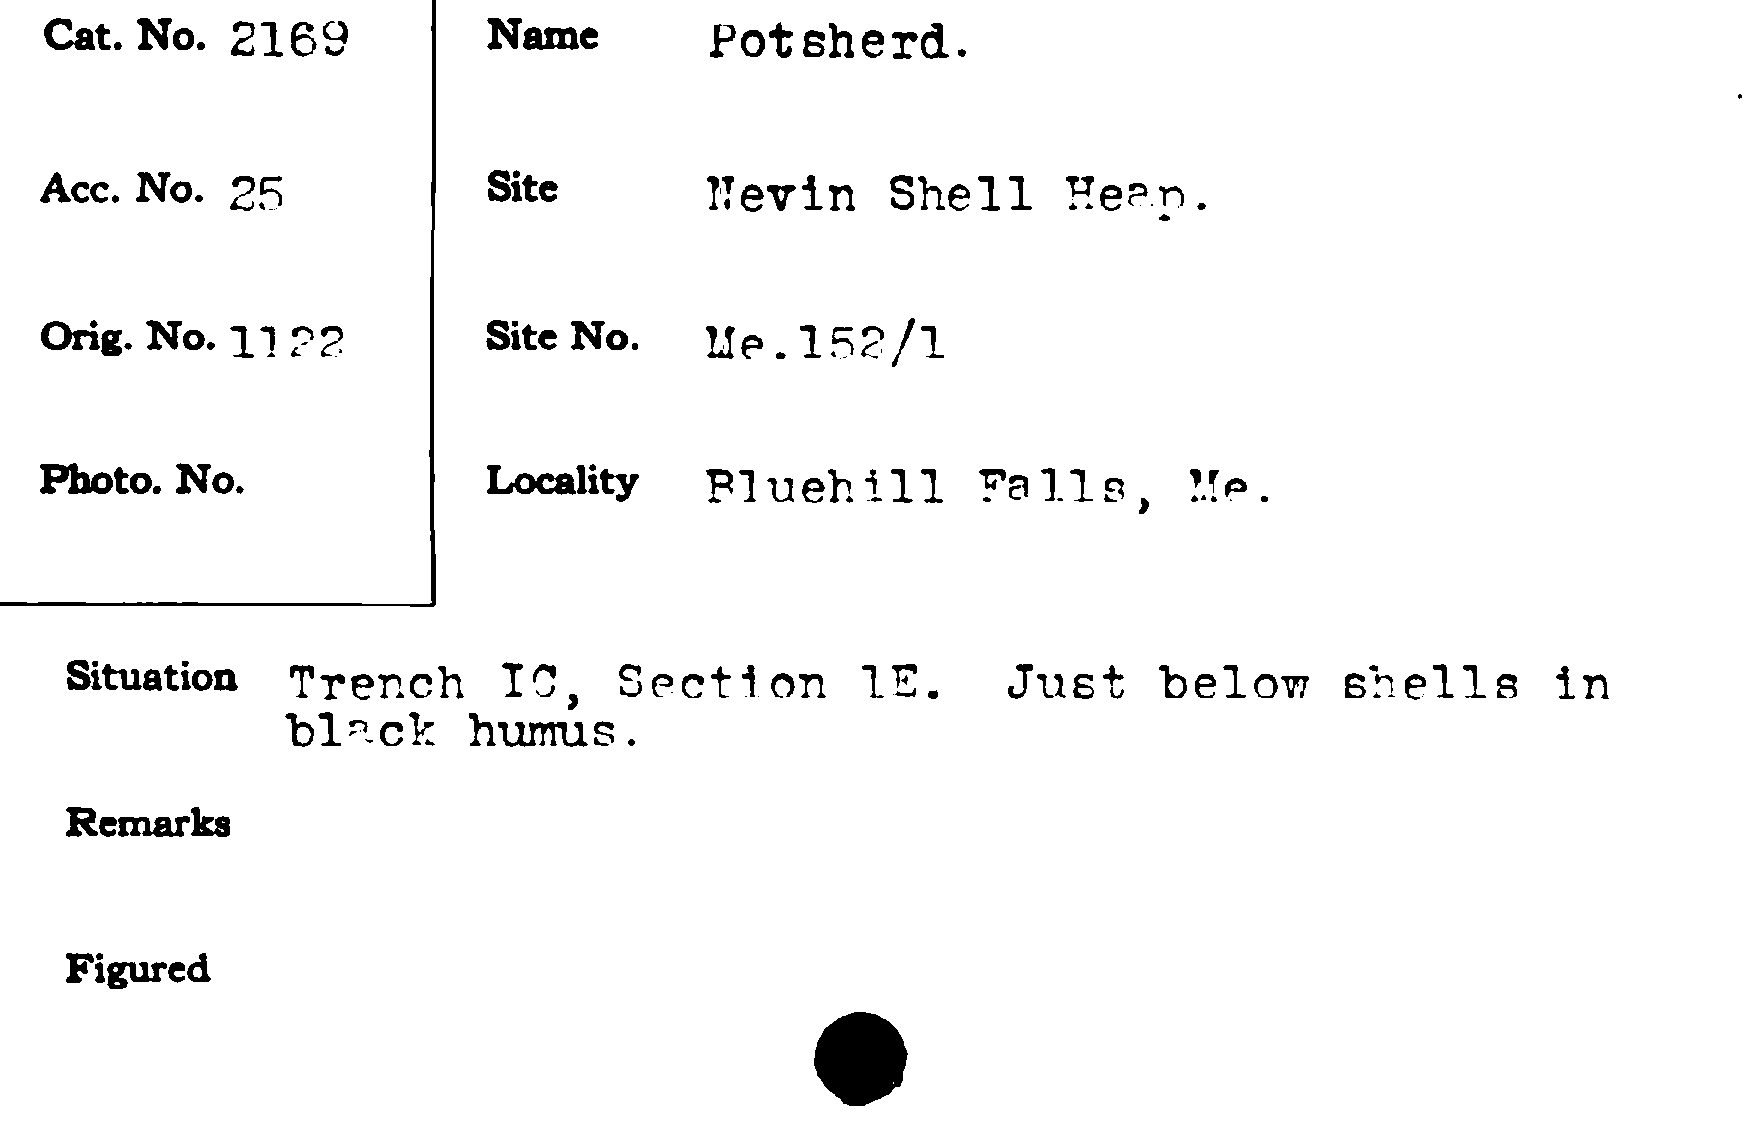 Cat. No. 2169
Name Potsherd.
Acc. No. 25
Site Nevin Shell Heap.
Orig. No. 1122
Site No. Me.152/1
Photo. No.
Locality Bluehill Falls, Me.
Situation Trench IC, Section 1E. Just below shells in
black humus.
Remarks
Figured